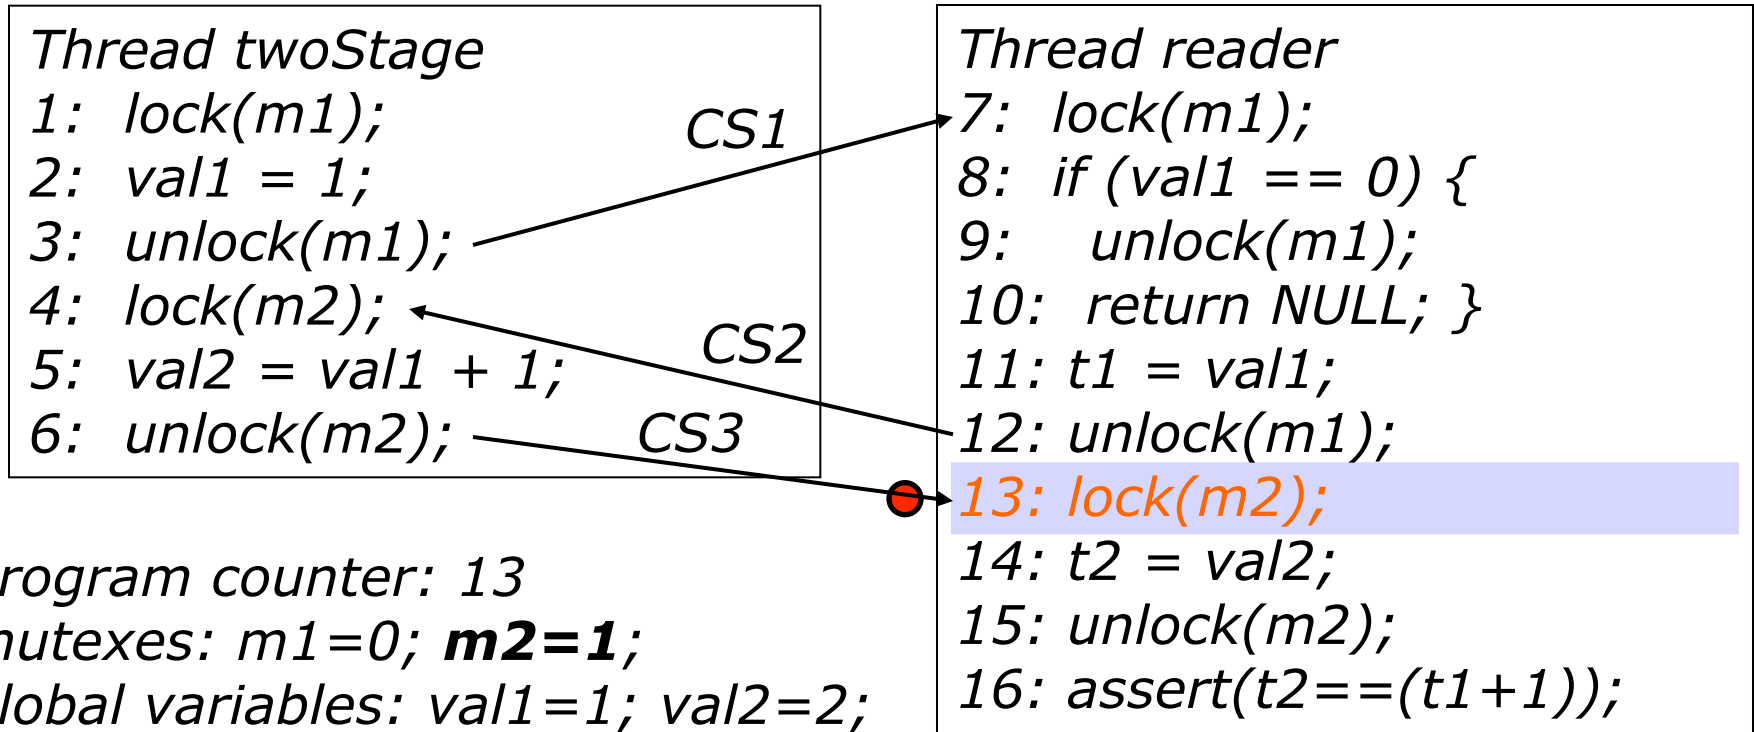 Thread twoStage
1: lock(m1);
2: val1 = 1;
3: unlock(m1);
4: lock(m2);
5: val2 = val1 + 1;
6: unlock(m2);
CS1
CS2
CS3
Thread reader
7: lock(m1);
8: if (val1 == 0) {
9: unlock(m1);
10: return NULL; }
11: t1 = val1;
12: unlock(m1);
13: lock(m2);
14: t2 = val2;
15: unlock(m2);
16: assert(t2==(t1+1));
rogram counter: 13
mutexes: m1=0; m2=1;
lobal variables: val1=1; val2=2;